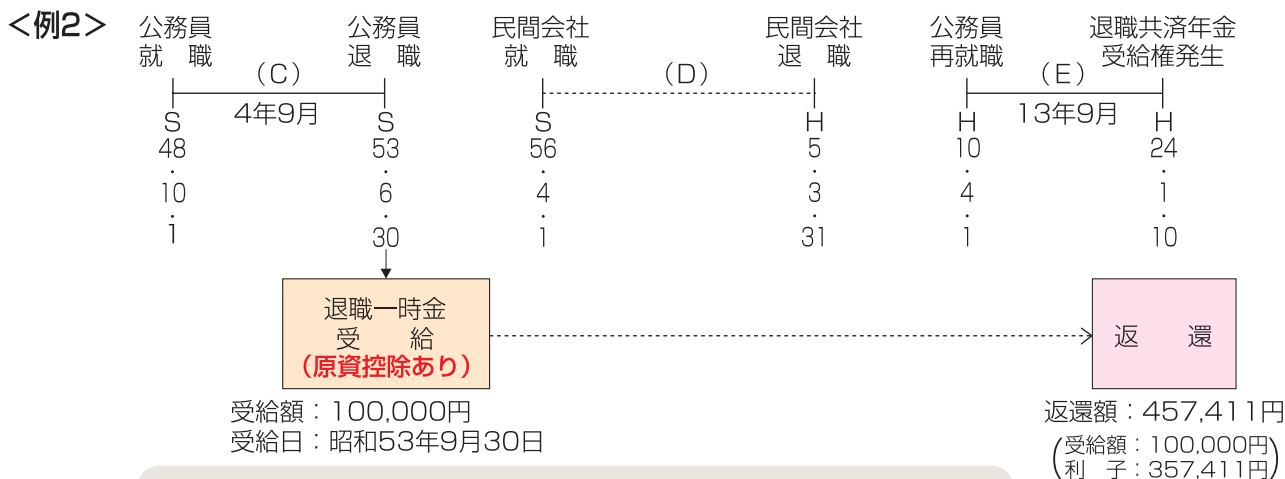 <例2>
公務員 公務員 民間会社 民間会社 公務員 退職共済年金
就　職 退　職 就　職 退　職 再就職 受給権発生
(C) (D) (E)
4年9月 13年9月
S S S H H H
48 53 56 5 10 24
・ ・ ・ ・ ・ ・
10 6 4 3 4 1
・ ・ ・ ・ ・ ・
1 30 1 31 1 10
退職一時金
受　給
(原資控除あり)
返　還
受給額：100,000円
受給日：昭和53年9月30日
返還額：457,411円
(受給額：100,000円
利　子：357,411円)